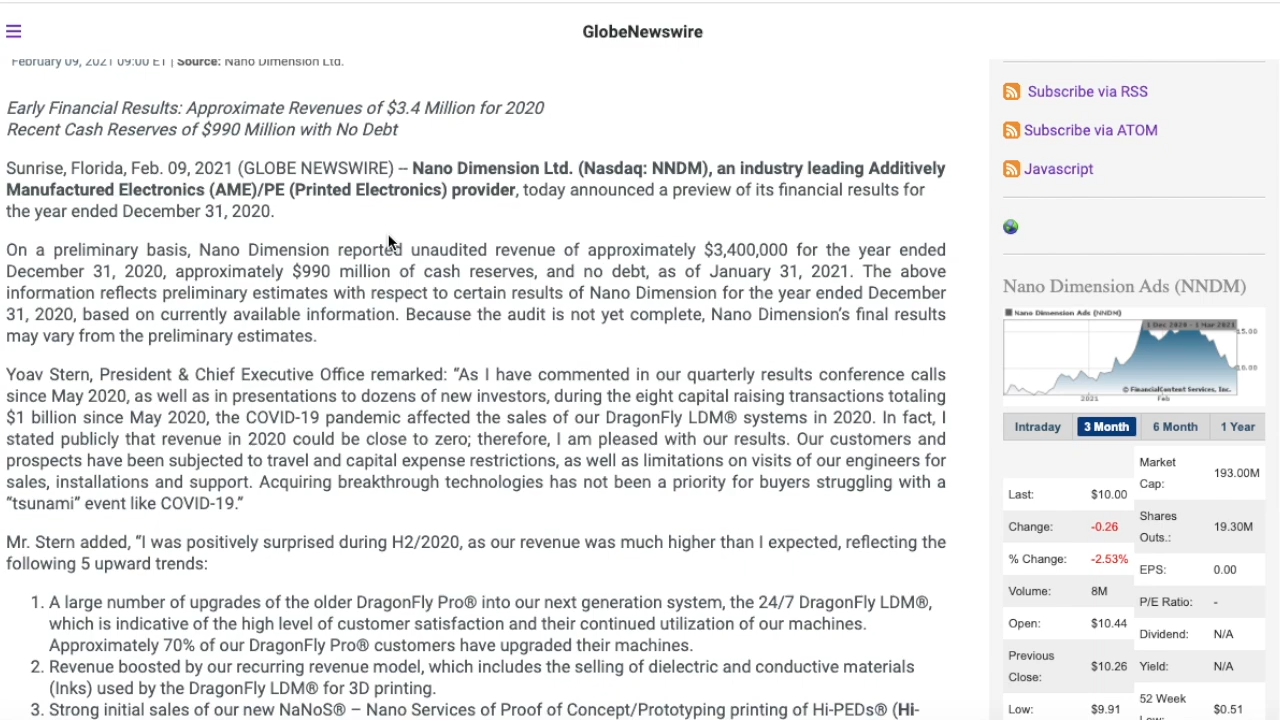 GlobeNewswire
February 09, 2021 09:00 ET | Source: Nano Dimension Ltd.
Early Financial Results: Approximate Revenues of $3.4 Million for 2020
Recent Cash Reserves of $990 Million with No Debt
Sunrise, Florida, Feb. 09, 2021 (GLOBE NEWSWIRE) -- Nano Dimension Ltd. (Nasdaq: NNDM), an industry leading Additively
Manufactured Electronics (AME)/PE (Printed Electronics) provider, today announced a preview of its financial results for
the year ended December 31, 2020.
On a preliminary basis, Nano Dimension reported unaudited revenue of approximately $3,400,000 for the year ended
December 31, 2020, approximately $990 million of cash reserves, and no debt, as of January 31, 2021. The above
information reflects preliminary estimates with respect to certain results of Nano Dimension for the year ended December
31, 2020, based on currently available information. Because the audit is not yet complete, Nano Dimension's final results
may vary from the preliminary estimates.
Yoav Stern, President & Chief Executive Office remarked: “As I have commented in our quarterly results conference calls
since May 2020, as well as in presentations to dozens of new investors, during the eight capital raising transactions totaling
$1 billion since May 2020, the COVID-19 pandemic affected the sales of our DragonFly LDM® systems in 2020. In fact, I
stated publicly that revenue in 2020 could be close to zero; therefore, I am pleased with our results. Our customers and
prospects have been subjected to travel and capital expense restrictions, as well as limitations on visits of our engineers for
sales, installations and support. Acquiring breakthrough technologies has not been a priority for buyers struggling with a
“tsunami” event like COVID-19.”
Mr. Stern added, “I was positively surprised during H2/2020, as our revenue was much higher than I expected, reflecting the
following 5 upward trends:
1. A large number of upgrades of the older DragonFly Pro® into our next generation system, the 24/7 DragonFly LDM®,
which is indicative of the high level of customer satisfaction and their continued utilization of our machines.
Approximately 70% of our DragonFly Pro® customers have upgraded their machines.
2. Revenue boosted by our recurring revenue model, which includes the selling of dielectric and conductive materials
(Inks) used by the DragonFly LDM® for 3D printing.
3. Strong initial sales of our new NaNoS® – Nano Services of Proof of Concept/Prototyping printing of Hi-PEDs® (Hi-
Subscribe via RSS
Subscribe via ATOM
Javascript
Nano Dimension Ads (NNDM)
Nano Dimension Ads (NNDM)
1 Dec 2020 - 1 Mar 2021
15.00
10.00
© FinancialContent Services, Inc.
2021 Feb
Intraday 3 Month 6 Month 1 Year
Last: $10.00
Change: -0.26
% Change: -2.53%
Volume: 8M
Open: $10.44
Previous
Close: $10.26
Low: $9.91
Market
Cap: 193.00M
Shares
Outs.: 19.30M
EPS: 0.00
P/E Ratio: -
Dividend: N/A
Yield: N/A
52 Week
Low: $0.51